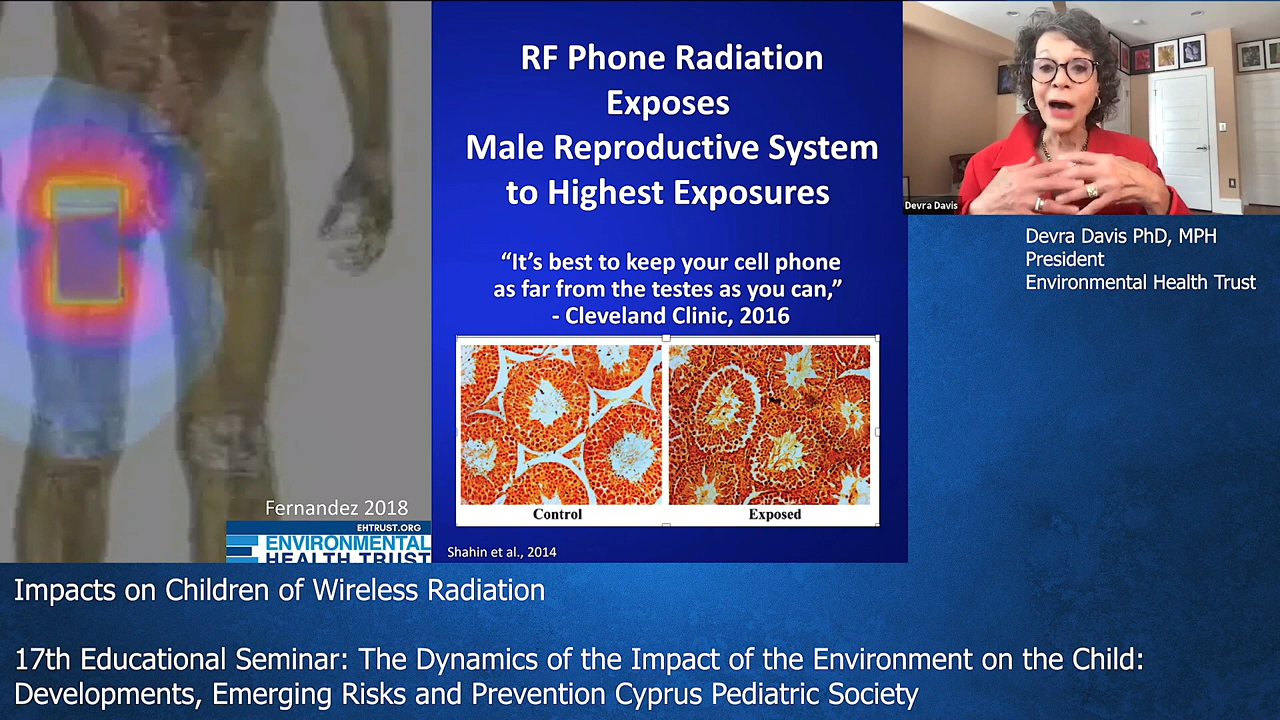 RF Phone Radiation
Exposes
Male Reproductive System
to Highest Exposures
“It’s best to keep your cell phone
as far from the testes as you can,”
- Cleveland Clinic, 2016
Control
Exposed
Shahin et al., 2014
Fernandez 2018
EHTRUST.ORG
ENVIRONMENTAL
HEALTH TRUST
Devra Davis
Devra Davis PhD, MPH
President
Environmental Health Trust
Impacts on Children of Wireless Radiation
17th Educational Seminar: The Dynamics of the Impact of the Environment on the Child:
Developments, Emerging Risks and Prevention Cyprus Pediatric Society